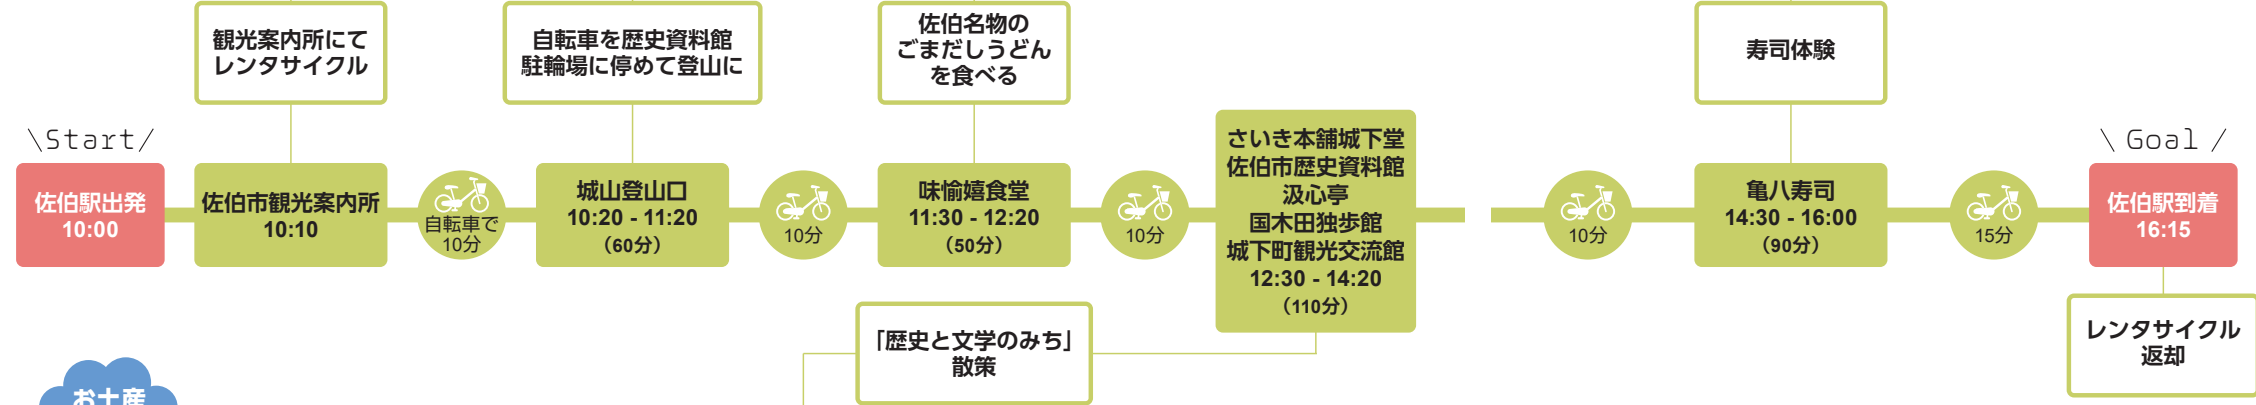 観光案内所にて
レンタサイクル
自転車を歴史資料館
駐輪場に停めて登山に
佐伯名物の
ごまだしうどん
を食べる
寿司体験
\Start/
佐伯駅出発
10:00
佐伯市観光案内所
10:10
自転車で
10分
城山登山口
10:20 - 11:20
（60分）
10分
味愉嬉食堂
11:30 - 12:20
（50分）
10分
さいき本舗城下堂
佐伯市歴史資料館
汲心亭
国木田独歩館
城下町観光交流館
12:30 - 14:20
（110分）
10分
亀八寿司
14:30 - 16:00
（90分）
15分
\ Goal /
佐伯駅到着
16:15
「歴史と文学のみち」
散策
レンタサイクル
返却
お土産